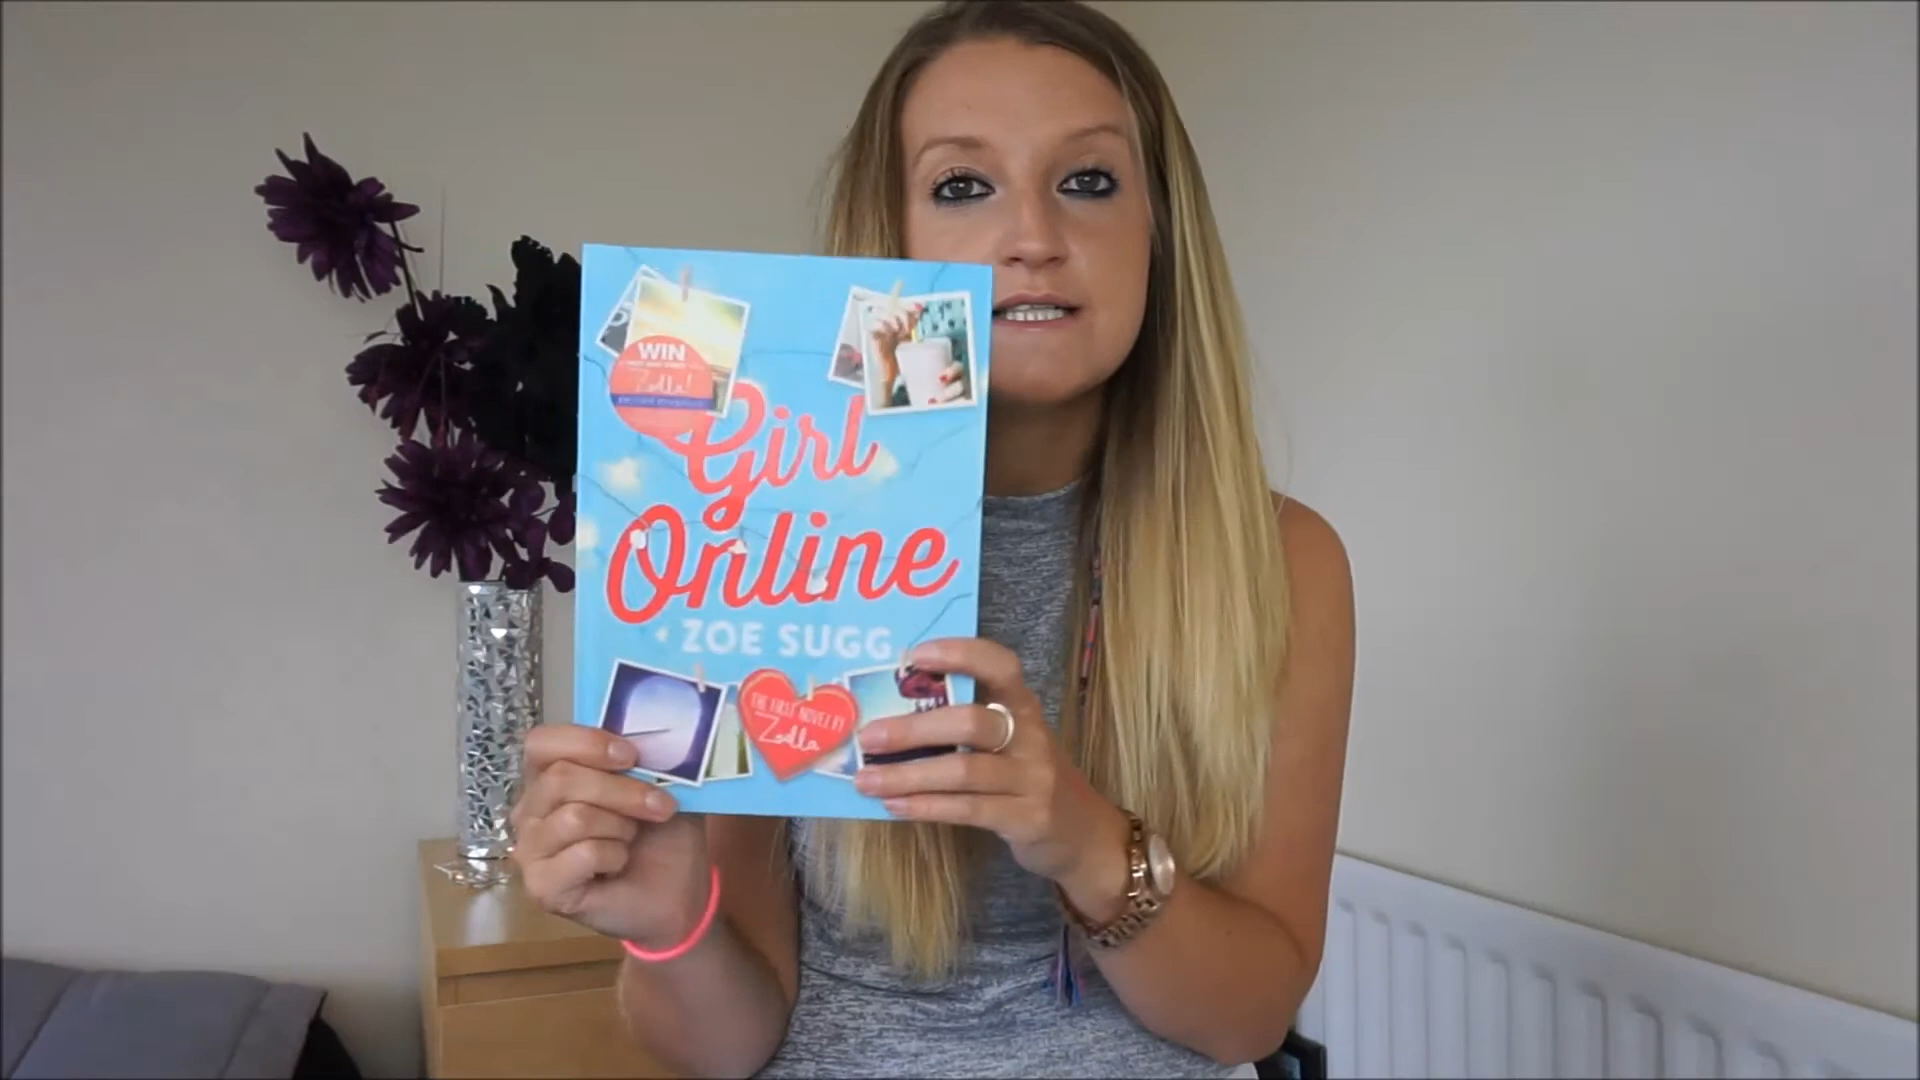 WIN
Zoella!
Girl
Online
ZOE SUGG
THE FIRST NOVEL BY
Zoella